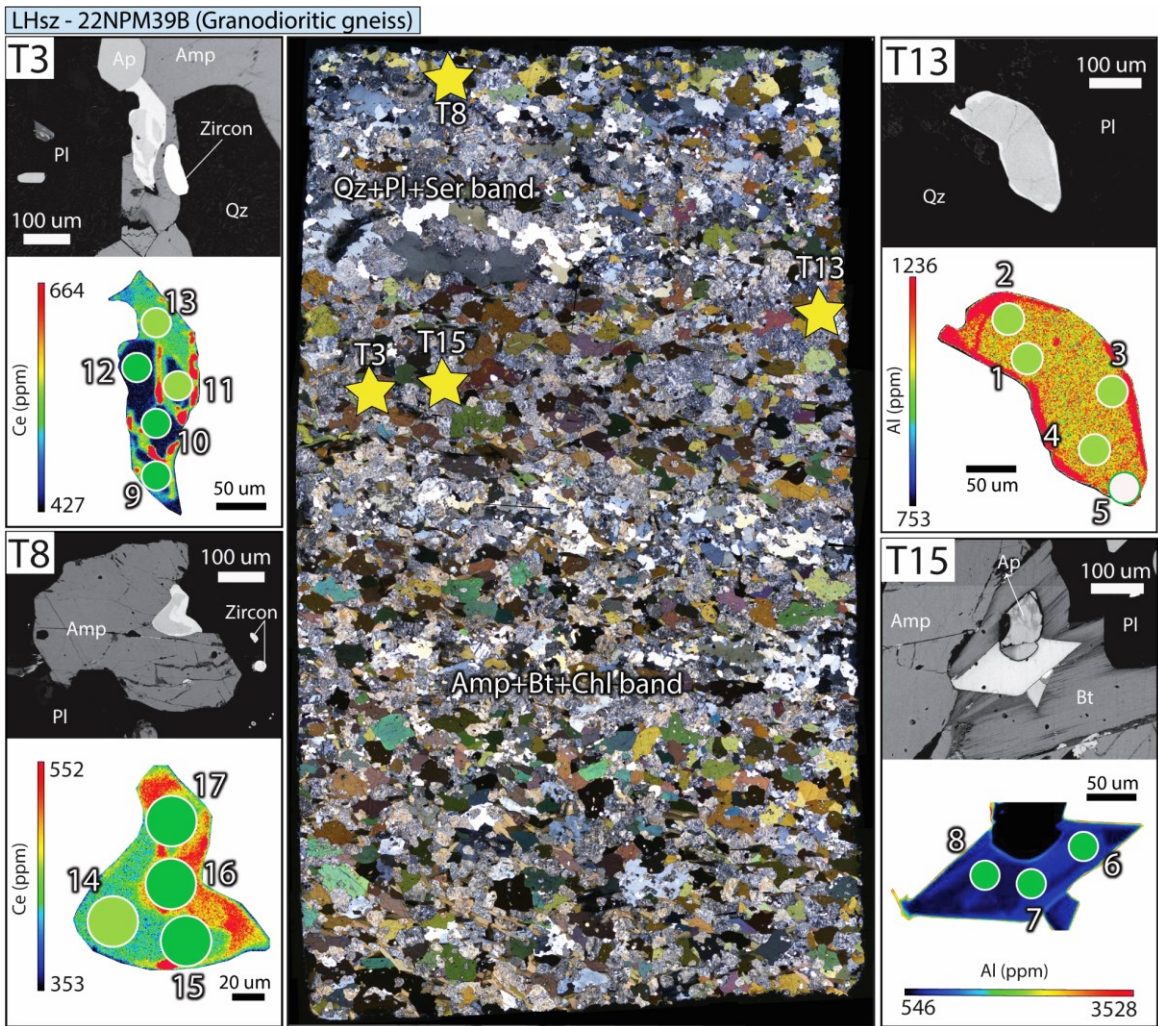 LHsz - 22NPM39B (Granodioritic gneiss)
T3
Ap
Amp
Zircon
Pl
Qz
100 um
664
Ce (ppm)
427
13
12
11
10
9
50 um
T8
100 um
Zircon
Amp
Pl
552
Ce (ppm)
353
17
16
14
15
20 um
T8
Qz+Pl+Ser band
T13
T3
T15
Amp+Bt+Chl band
T13
100 um
Pl
Qz
1236
Al (ppm)
753
2
3
1
4
5
50 um
T15
Ap
100 um
Amp
Pl
Bt
50 um
8
6
7
Al (ppm)
546
3528